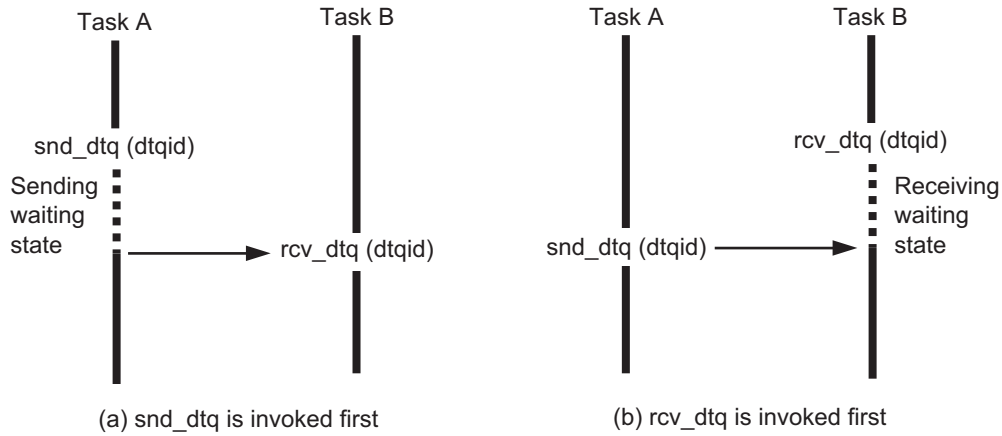 Task A
Task B
snd_dtq (dtqid)
Sending
waiting
state
rcv_dtq (dtqid)
(a) snd_dtq is invoked first
Task A
Task B
rcv_dtq (dtqid)
Receiving
waiting
state
snd_dtq (dtqid)
(b) rcv_dtq is invoked first